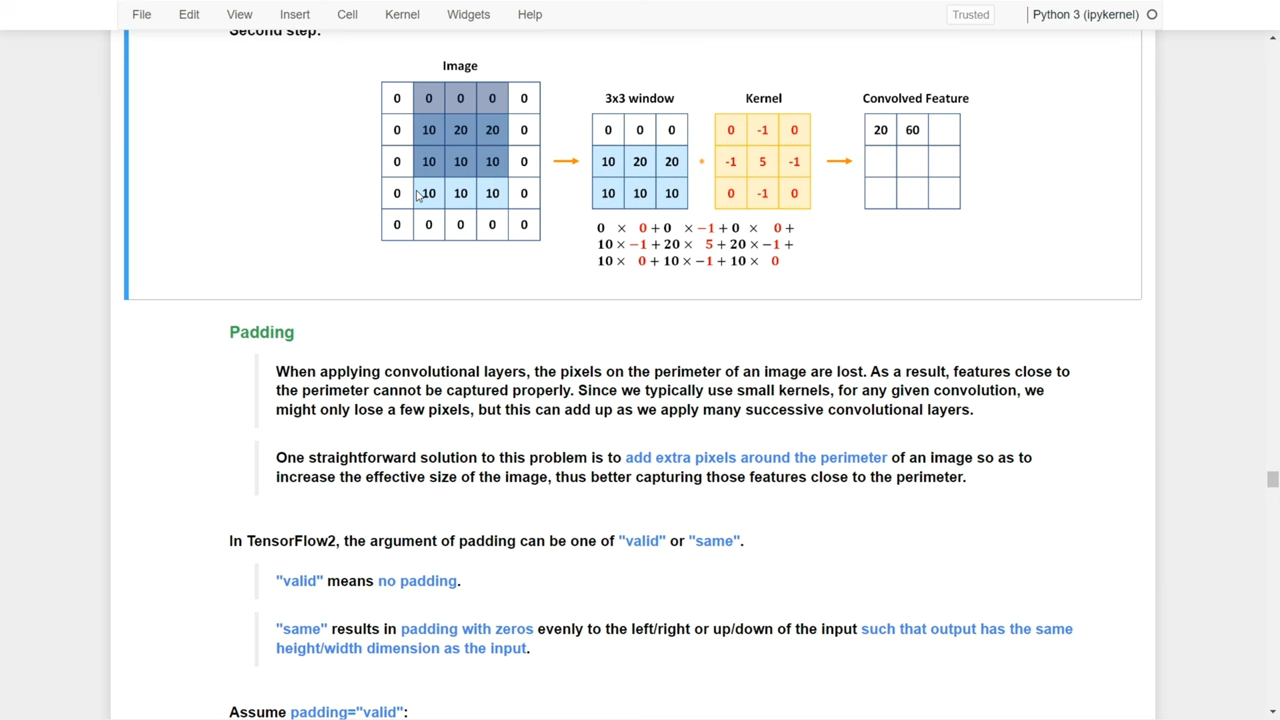 File Edit View Insert Cell Kernel Widgets Help Trusted Python 3 (ipykernel)
Second step:
Image
3x3 window Kernel Convolved Feature
0 0 0 0 0
0 10 20 20 0
0 10 10 10 0
0 10 10 10 0
0 0 0 0 0
0 0 0
10 20 20
10 10 10
0 -1 0
-1 5 -1
0 -1 0
20 60
0 × 0+0 ×−1+0 × 0+
10×−1+20× 5+20×−1+
10× 0+10×−1+10× 0
Padding
When applying convolutional layers, the pixels on the perimeter of an image are lost. As a result, features close to
the perimeter cannot be captured properly. Since we typically use small kernels, for any given convolution, we
might only lose a few pixels, but this can add up as we apply many successive convolutional layers.
One straightforward solution to this problem is to add extra pixels around the perimeter of an image so as to
increase the effective size of the image, thus better capturing those features close to the perimeter.
In TensorFlow2, the argument of padding can be one of "valid" or "same".
"valid" means no padding.
"same" results in padding with zeros evenly to the left/right or up/down of the input such that output has the same
height/width dimension as the input.
Assume padding="valid":